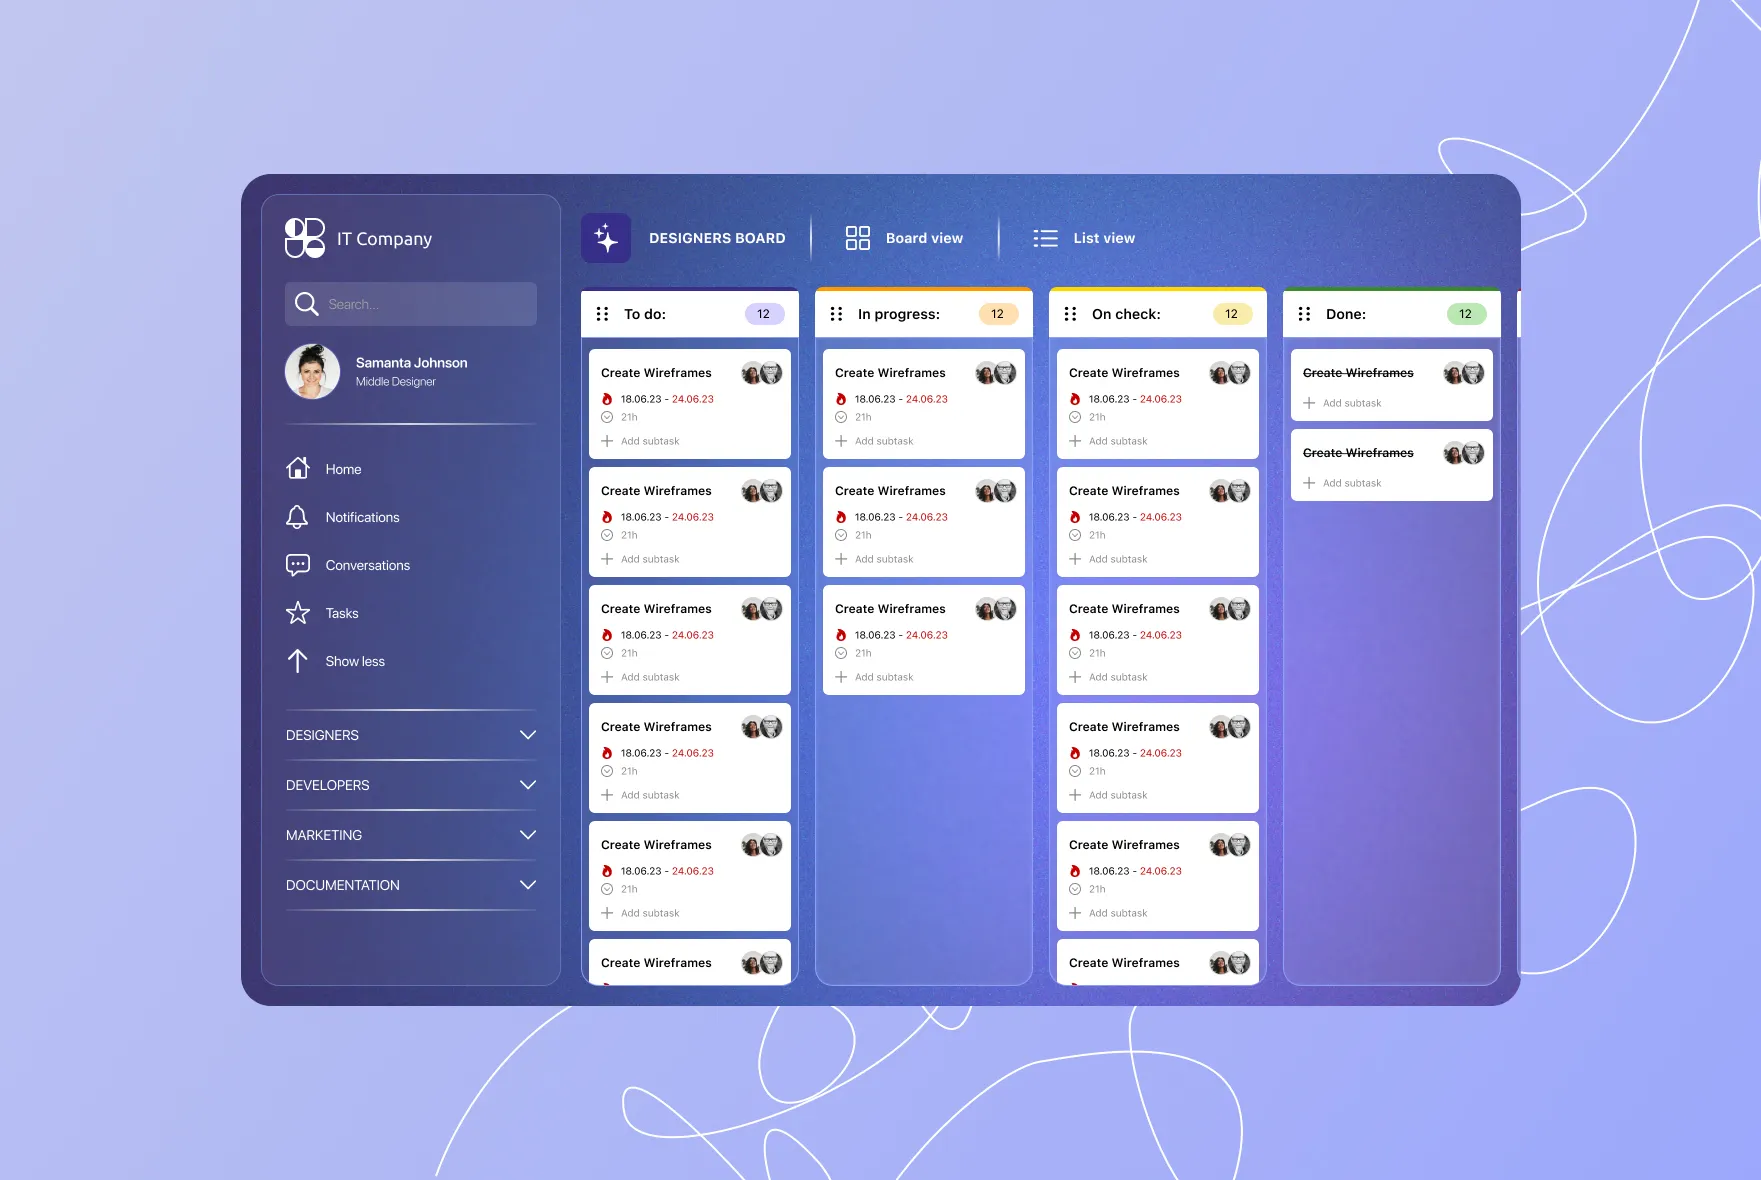 IT Company
Search...
Samanta Johnson
Middle Designer
Home
Notifications
Conversations
Tasks
Show less
DESIGNERS
DEVELOPERS
MARKETING
DOCUMENTATION
DESIGNERS BOARD
Board view
List view
To do:
12
Create Wireframes
18.06.23 - 24.06.23
21h
Add subtask
Create Wireframes
18.06.23 - 24.06.23
21h
Add subtask
Create Wireframes
18.06.23 - 24.06.23
21h
Add subtask
Create Wireframes
18.06.23 - 24.06.23
21h
Add subtask
Create Wireframes
18.06.23 - 24.06.23
21h
Add subtask
Create Wireframes
In progress:
12
Create Wireframes
18.06.23 - 24.06.23
21h
Add subtask
Create Wireframes
18.06.23 - 24.06.23
21h
Add subtask
Create Wireframes
18.06.23 - 24.06.23
21h
Add subtask
On check:
12
Create Wireframes
18.06.23 - 24.06.23
21h
Add subtask
Create Wireframes
18.06.23 - 24.06.23
21h
Add subtask
Create Wireframes
18.06.23 - 24.06.23
21h
Add subtask
Create Wireframes
18.06.23 - 24.06.23
21h
Add subtask
Create Wireframes
18.06.23 - 24.06.23
21h
Add subtask
Create Wireframes
Done:
12
Create Wireframes
Add subtask
Create Wireframes
Add subtask